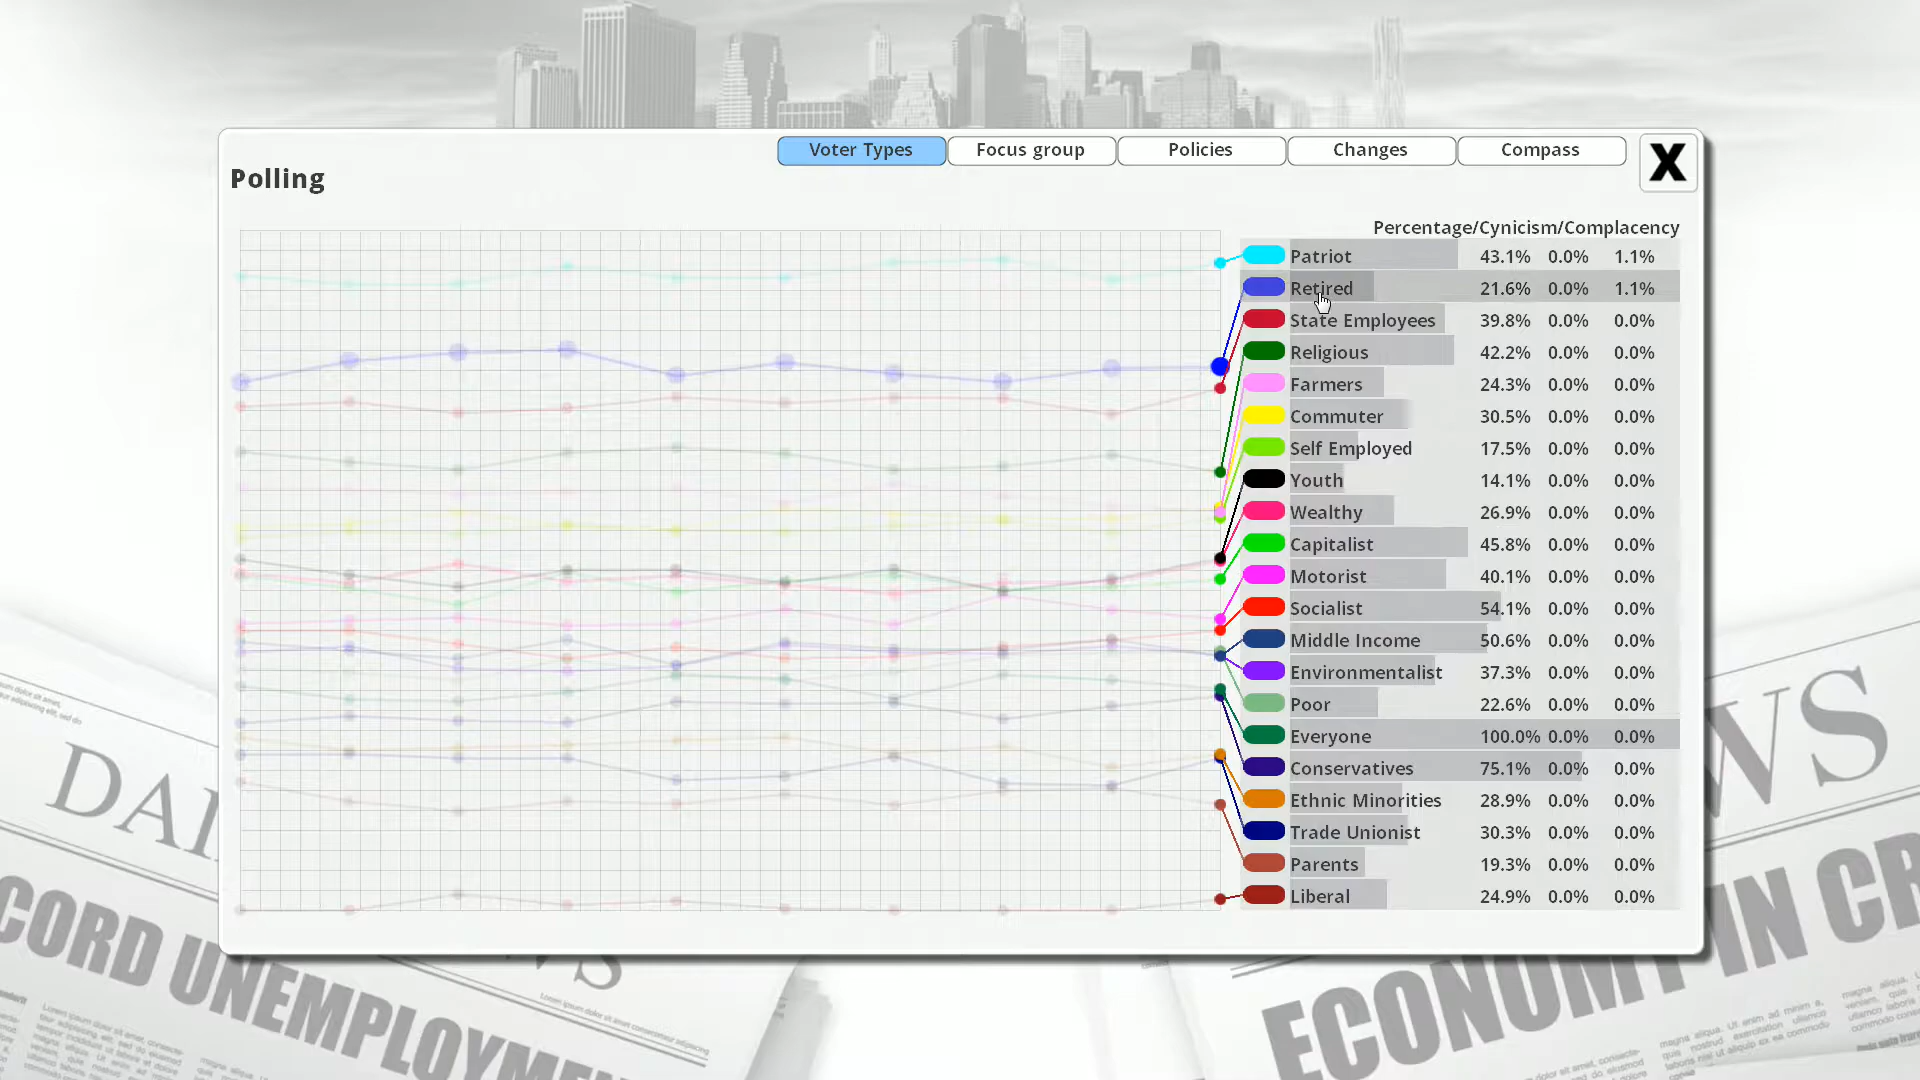 Voter Types Focus group Policies Changes Compass X
Polling
Percentage/Cynicism/Complacency
Patriot 43.1% 0.0% 1.1%
Retired 21.6% 0.0% 1.1%
State Employees 39.8% 0.0% 0.0%
Religious 42.2% 0.0% 0.0%
Farmers 24.3% 0.0% 0.0%
Commuter 30.5% 0.0% 0.0%
Self Employed 17.5% 0.0% 0.0%
Youth 14.1% 0.0% 0.0%
Wealthy 26.9% 0.0% 0.0%
Capitalist 45.8% 0.0% 0.0%
Motorist 40.1% 0.0% 0.0%
Socialist 54.1% 0.0% 0.0%
Middle Income 50.6% 0.0% 0.0%
Environmentalist 37.3% 0.0% 0.0%
Poor 22.6% 0.0% 0.0%
Everyone 100.0% 0.0% 0.0%
Conservatives 75.1% 0.0% 0.0%
Ethnic Minorities 28.9% 0.0% 0.0%
Trade Unionist 30.3% 0.0% 0.0%
Parents 19.3% 0.0% 0.0%
Liberal 24.9% 0.0% 0.0%
DAI
WS
CORD UNEMPLOYME
WS
ECONOMY IN CR